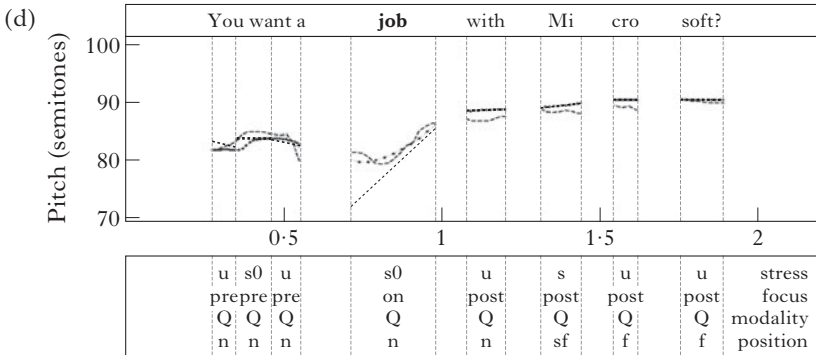 (d)
You want a job with Mi cro soft?
Pitch (semitones)
100
90
80
70
0·5 1 1·5 2
u s0 u s0 u s u u stress
pre pre pre on post post post post focus
Q Q Q Q Q Q Q Q modality
n n n n n sf f f position